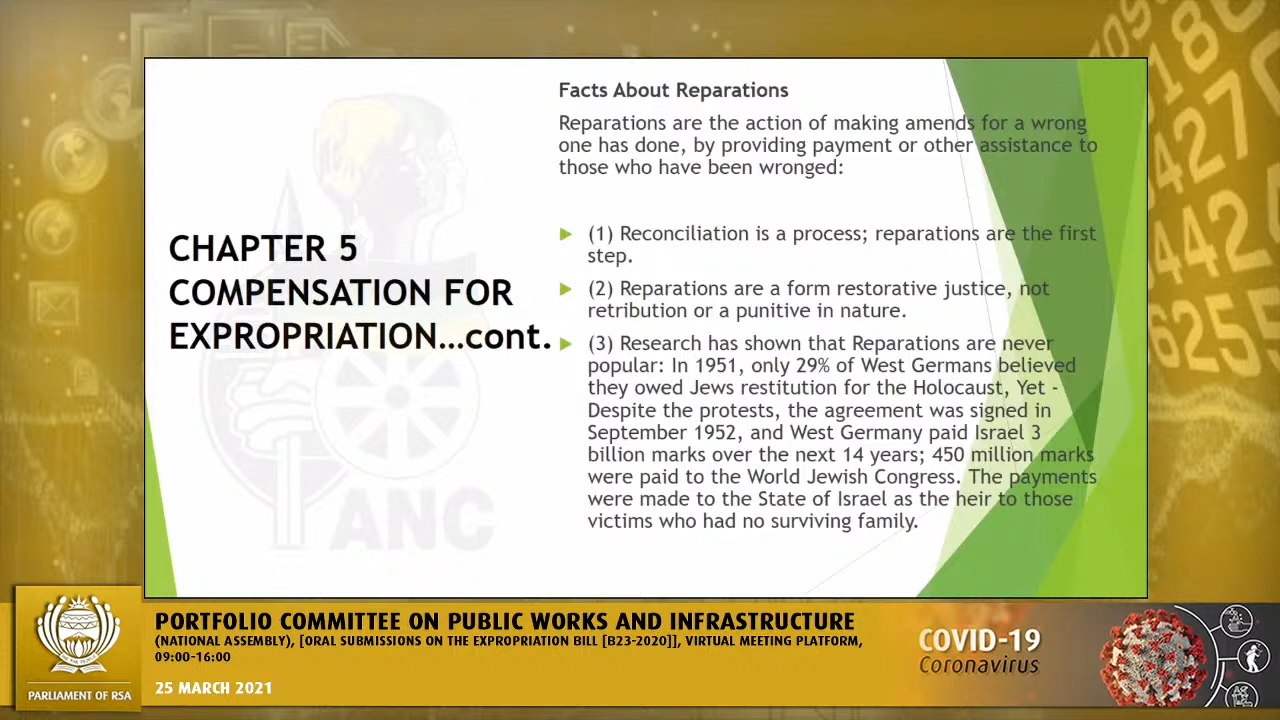 Facts About Reparations
Reparations are the action of making amends for a wrong
one has done, by providing payment or other assistance to
those who have been wronged:
(1) Reconciliation is a process; reparations are the first
step.
(2) Reparations are a form restorative justice, not
retribution or a punitive in nature.
(3) Research has shown that Reparations are never
popular: In 1951, only 29% of West Germans believed
they owed Jews restitution for the Holocaust, Yet -
Despite the protests, the agreement was signed in
September 1952, and West Germany paid Israel 3
billion marks over the next 14 years; 450 million marks
were paid to the World Jewish Congress. The payments
were made to the State of Israel as the heir to those
victims who had no surviving family.
CHAPTER 5
COMPENSATION FOR
EXPROPRIATION...cont.
ANC
PORTFOLIO COMMITTEE ON PUBLIC WORKS AND INFRASTRUCTURE
(NATIONAL ASSEMBLY), [ORAL SUBMISSIONS ON THE EXPROPRIATION BILL [B23-2020]], VIRTUAL MEETING PLATFORM,
09:00-16:00
25 MARCH 2021
PARLIAMENT OF RSA
COVID-19
Coronavirus